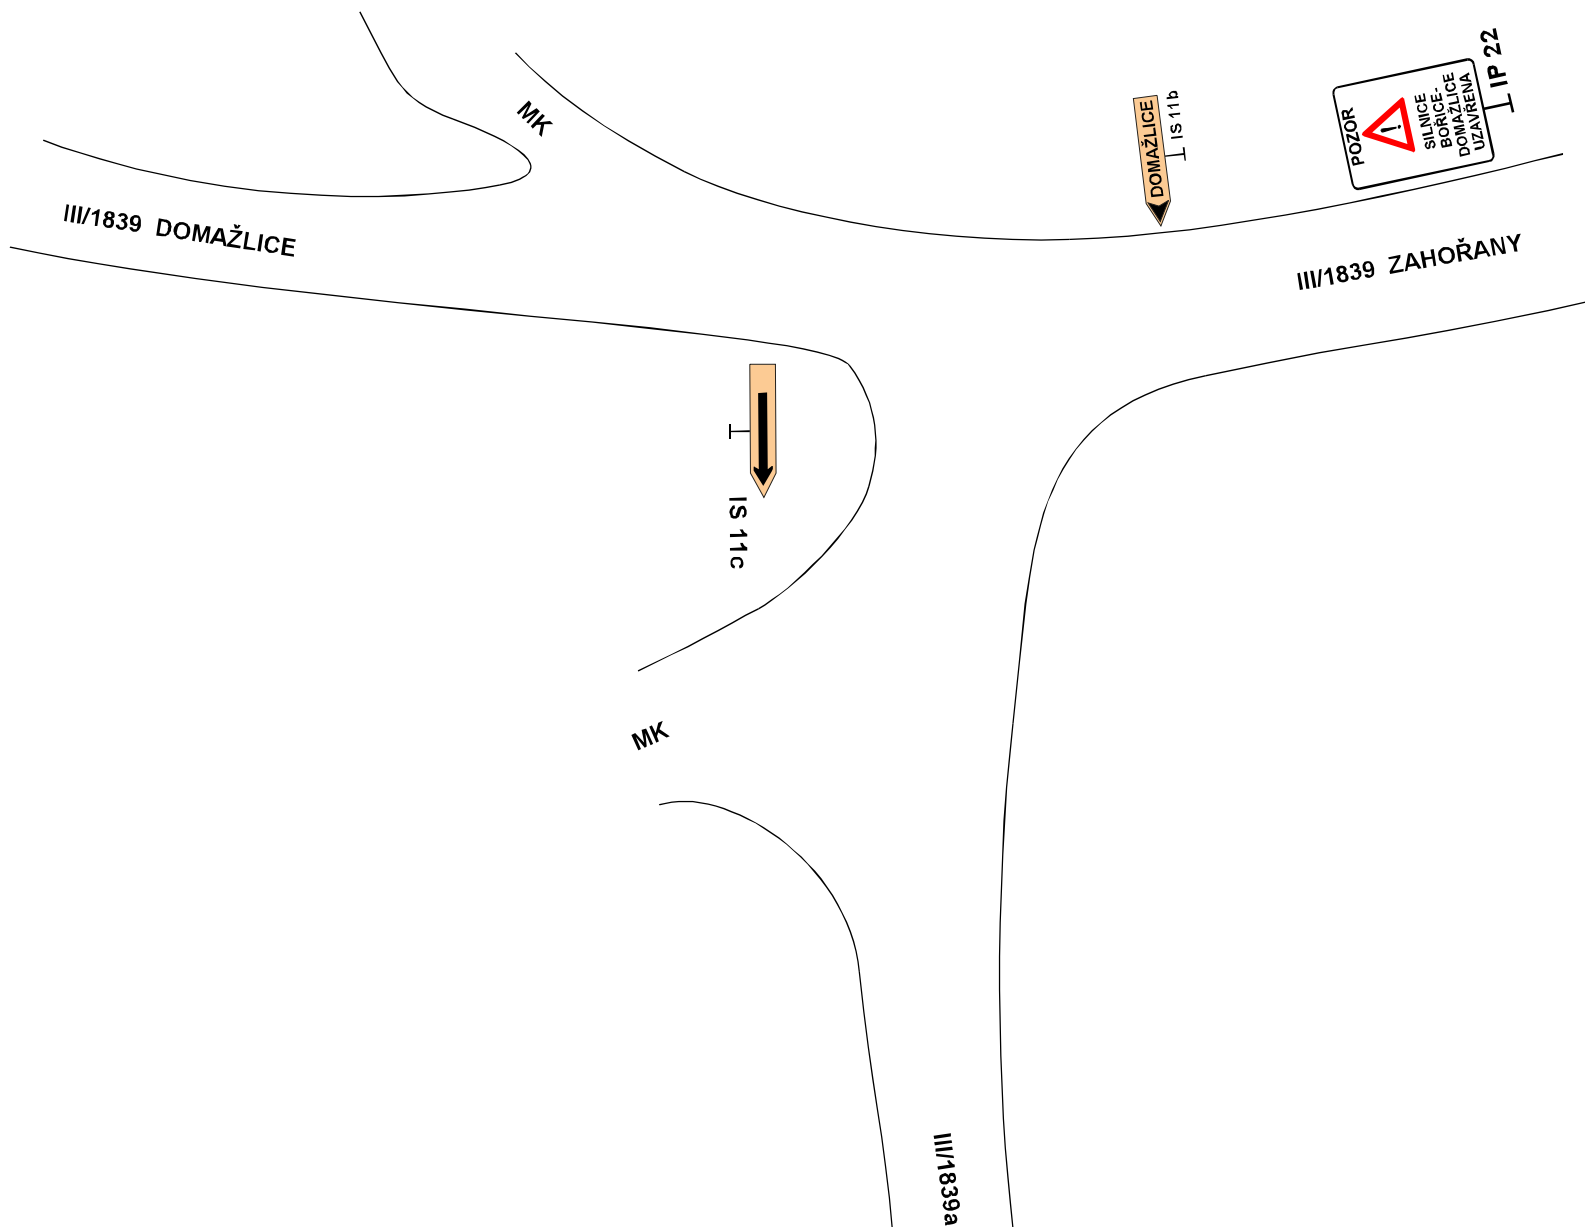 MK
III/1839 DOMAŽLICE
DOMAŽLICE
IS 11b
POZOR
!
SILNICE
BOŘICE-
DOMAŽLICE
UZAVŘENA
IP 22
III/1839 ZAHOŘANY
IS 11c
MK
III/1839a